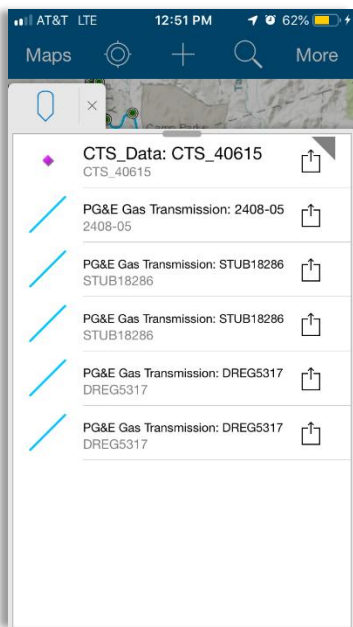 AT&T LTE 12:51 PM 62%
Maps More
Camp Parks
CTS_Data: CTS_40615
CTS_40615
PG&E Gas Transmission: 2408-05
2408-05
PG&E Gas Transmission: STUB18286
STUB18286
PG&E Gas Transmission: STUB18286
STUB18286
PG&E Gas Transmission: DREG5317
DREG5317
PG&E Gas Transmission: DREG5317
DREG5317